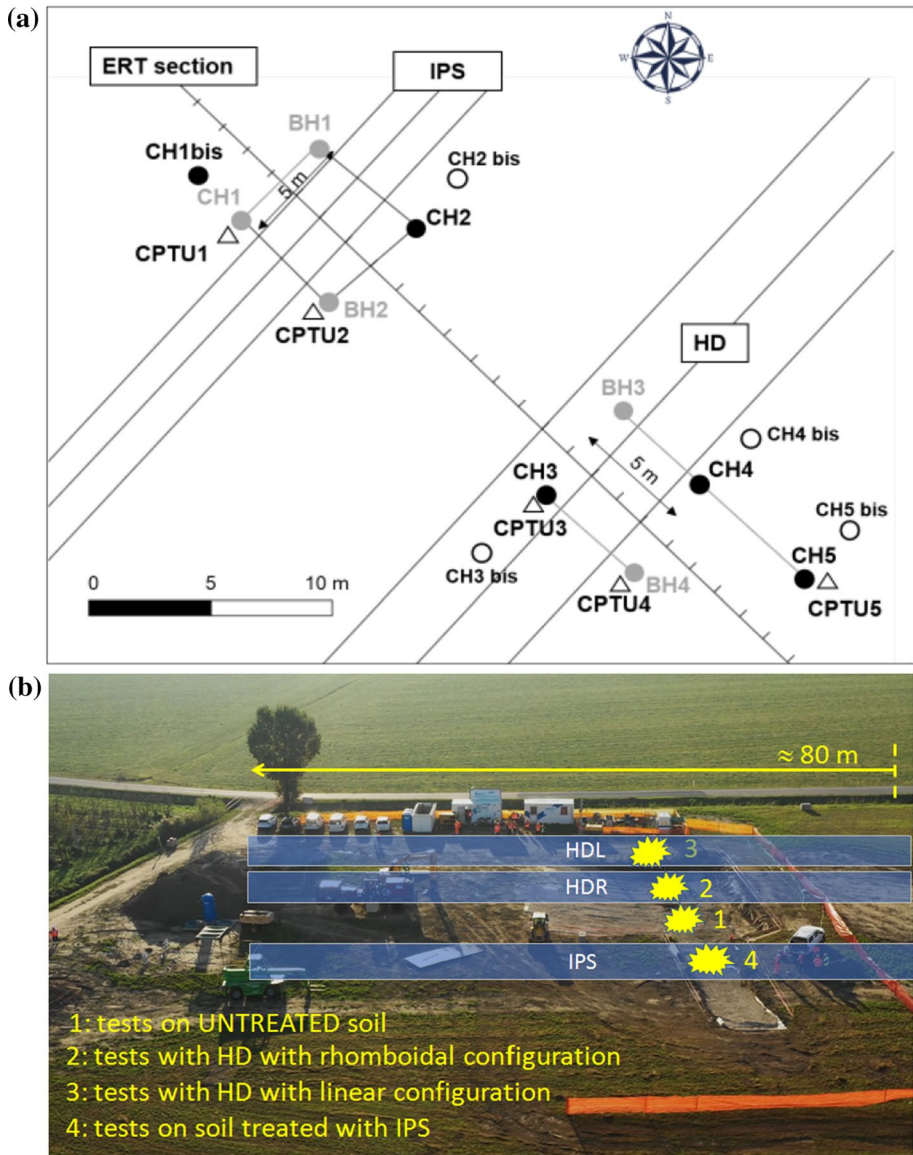 (a)
N
W
E
S
ERT section
IPS
BH1
CH1bis
CH2 bis
5 m
CH1
CH2
CPTU1
BH2
CPTU2
HD
BH3
CH4 bis
5 m
CH3
CH4
CPTU3
CH5 bis
CH3 bis
CH5
BH4
CPTU4
CPTU5
0 5 10 m
(b)
≈ 80 m
HDL
3
HDR
2
1
IPS
4
1: tests on UNTREATED soil
2: tests with HD with rhomboidal configuration
3: tests with HD with linear configuration
4: tests on soil treated with IPS